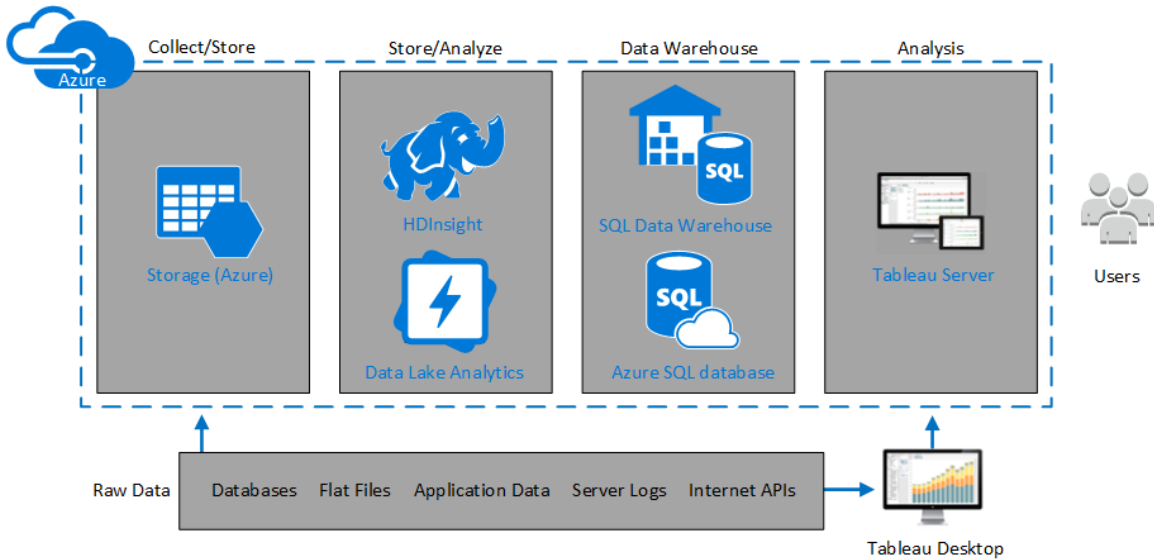 Collect/Store
Store/Analyze
Data Warehouse
Analysis
Azure
HDInsight
SQL
SQL Data Warehouse
Storage (Azure)
Tableau Server
Users
SQL
Data Lake Analytics
Azure SQL database
Raw Data
Databases
Flat Files
Application Data
Server Logs
Internet APIs
Tableau Desktop